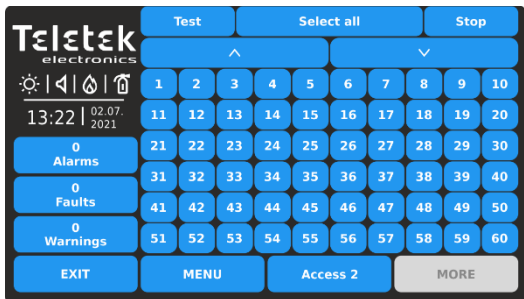 Teletek
electronics
13:22 02.07.
2021
0
Alarms
0
Faults
0
Warnings
EXIT
Test Select all Stop
1 2 3 4 5 6 7 8 9 10
11 12 13 14 15 16 17 18 19 20
21 22 23 24 25 26 27 28 29 30
31 32 33 34 35 36 37 38 39 40
41 42 43 44 45 46 47 48 49 50
51 52 53 54 55 56 57 58 59 60
MENU Access 2 MORE